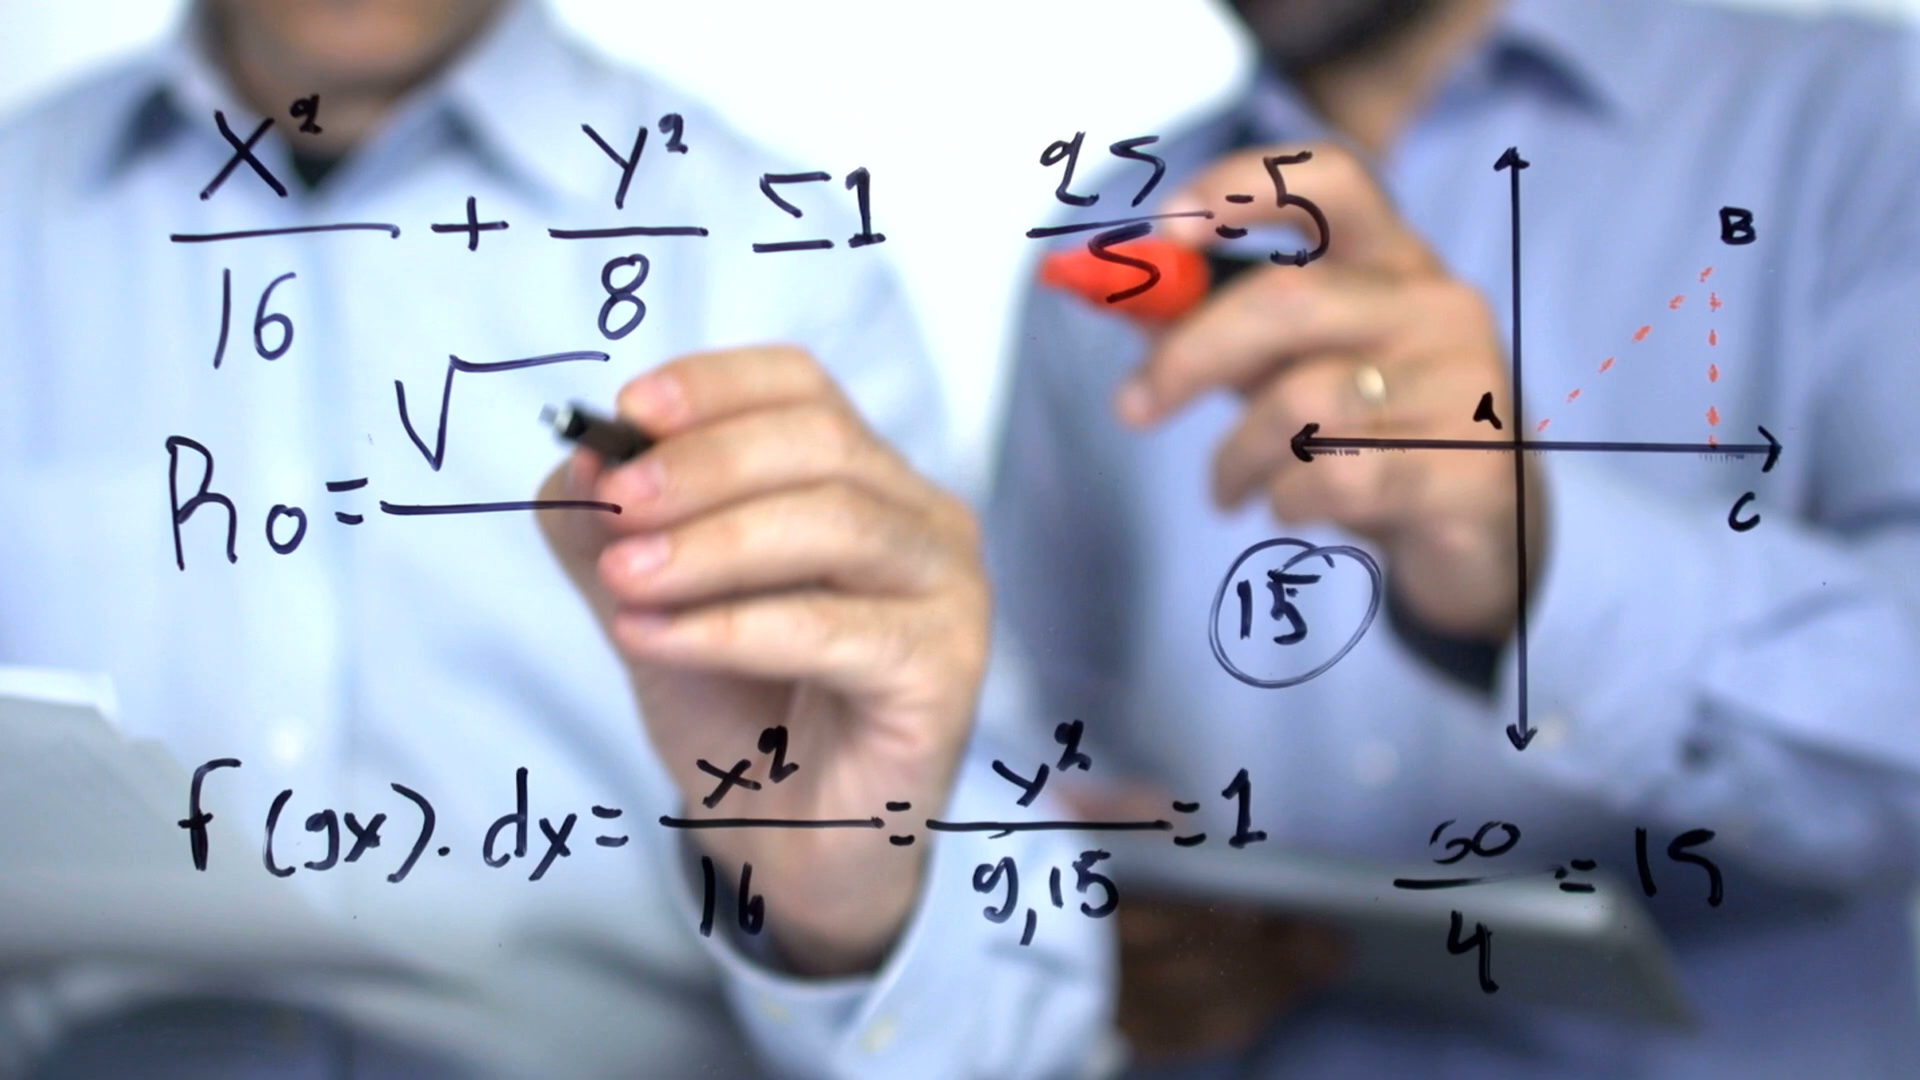 x²/16 + y²/8 ≤ 1
25/5 = 5
B
A
C
Ro = √
15
f(gx). dx = x²/16 = y²/9,15 = 1
60/4 = 15